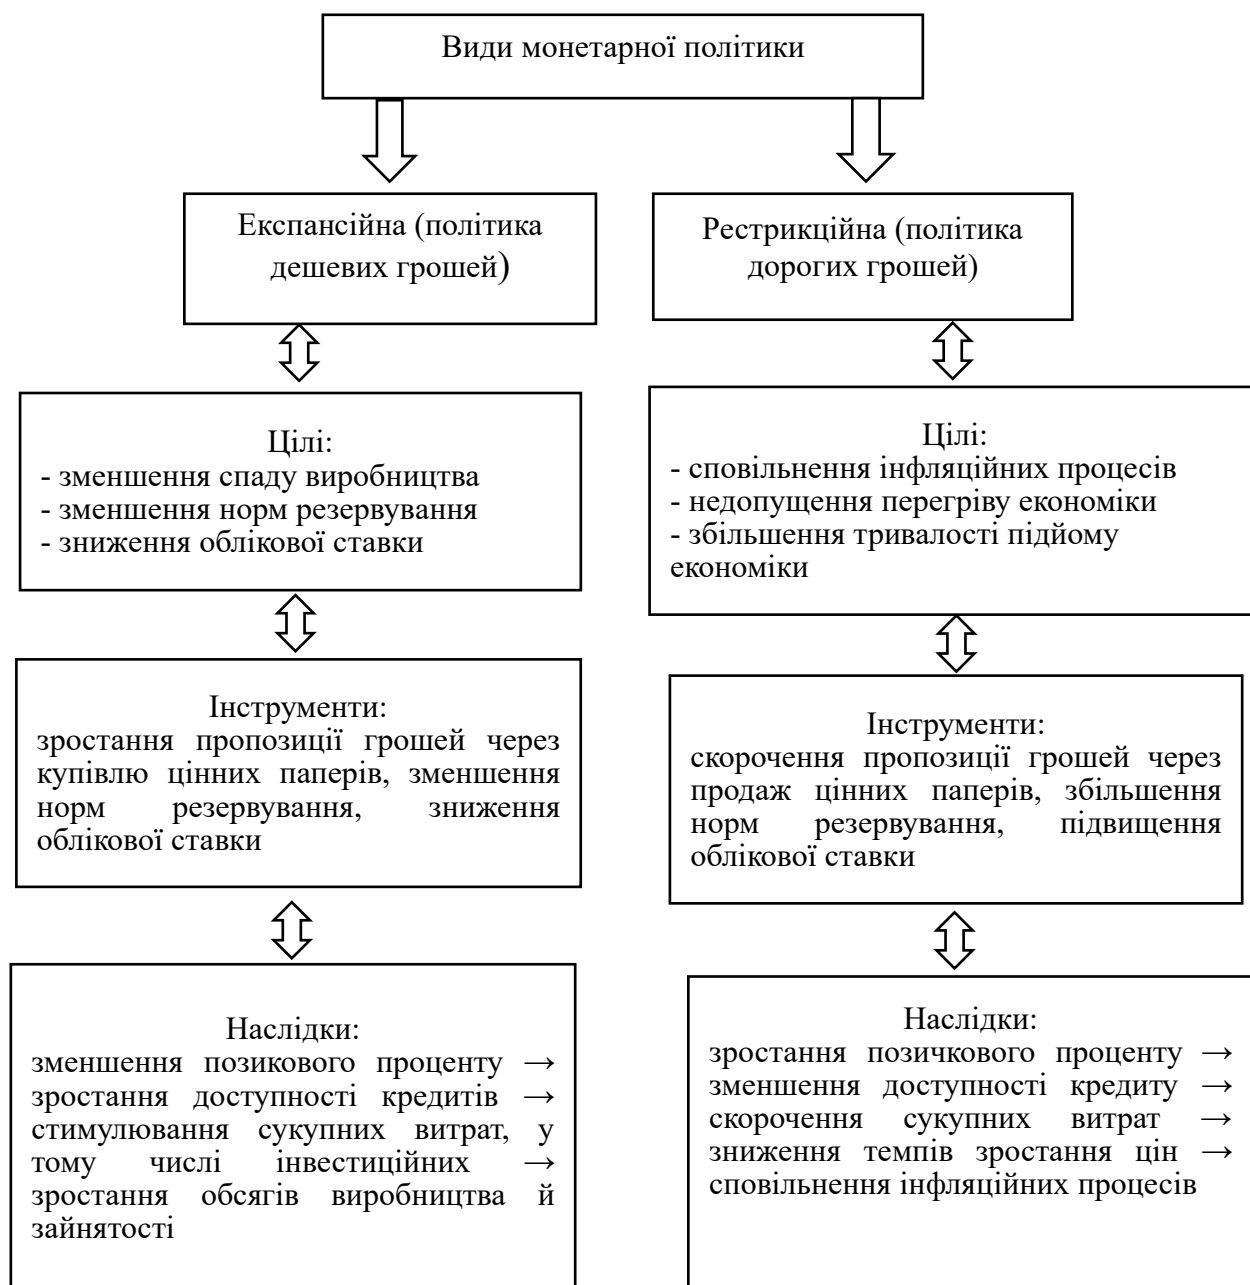 Види монетарної політики
Експансійна (політика
дешевих грошей)
Рестрикційна (політика
дорогих грошей)
Цілі:
- зменшення спаду виробництва
- зменшення норм резервування
- зниження облікової ставки
Цілі:
- сповільнення інфляційних процесів
- недопущення перегріву економіки
- збільшення тривалості підйому
економіки
Інструменти:
зростання пропозиції грошей через
купівлю цінних паперів, зменшення
норм резервування, зниження
облікової ставки
Інструменти:
скорочення пропозиції грошей через
продаж цінних паперів, збільшення
норм резервування, підвищення
облікової ставки
Наслідки:
зменшення позикового проценту →
зростання доступності кредитів →
стимулювання сукупних витрат, у
тому числі інвестиційних →
зростання обсягів виробництва й
зайнятості
Наслідки:
зростання позичкового проценту →
зменшення доступності кредиту →
скорочення сукупних витрат →
зниження темпів зростання цін →
сповільнення інфляційних процесів